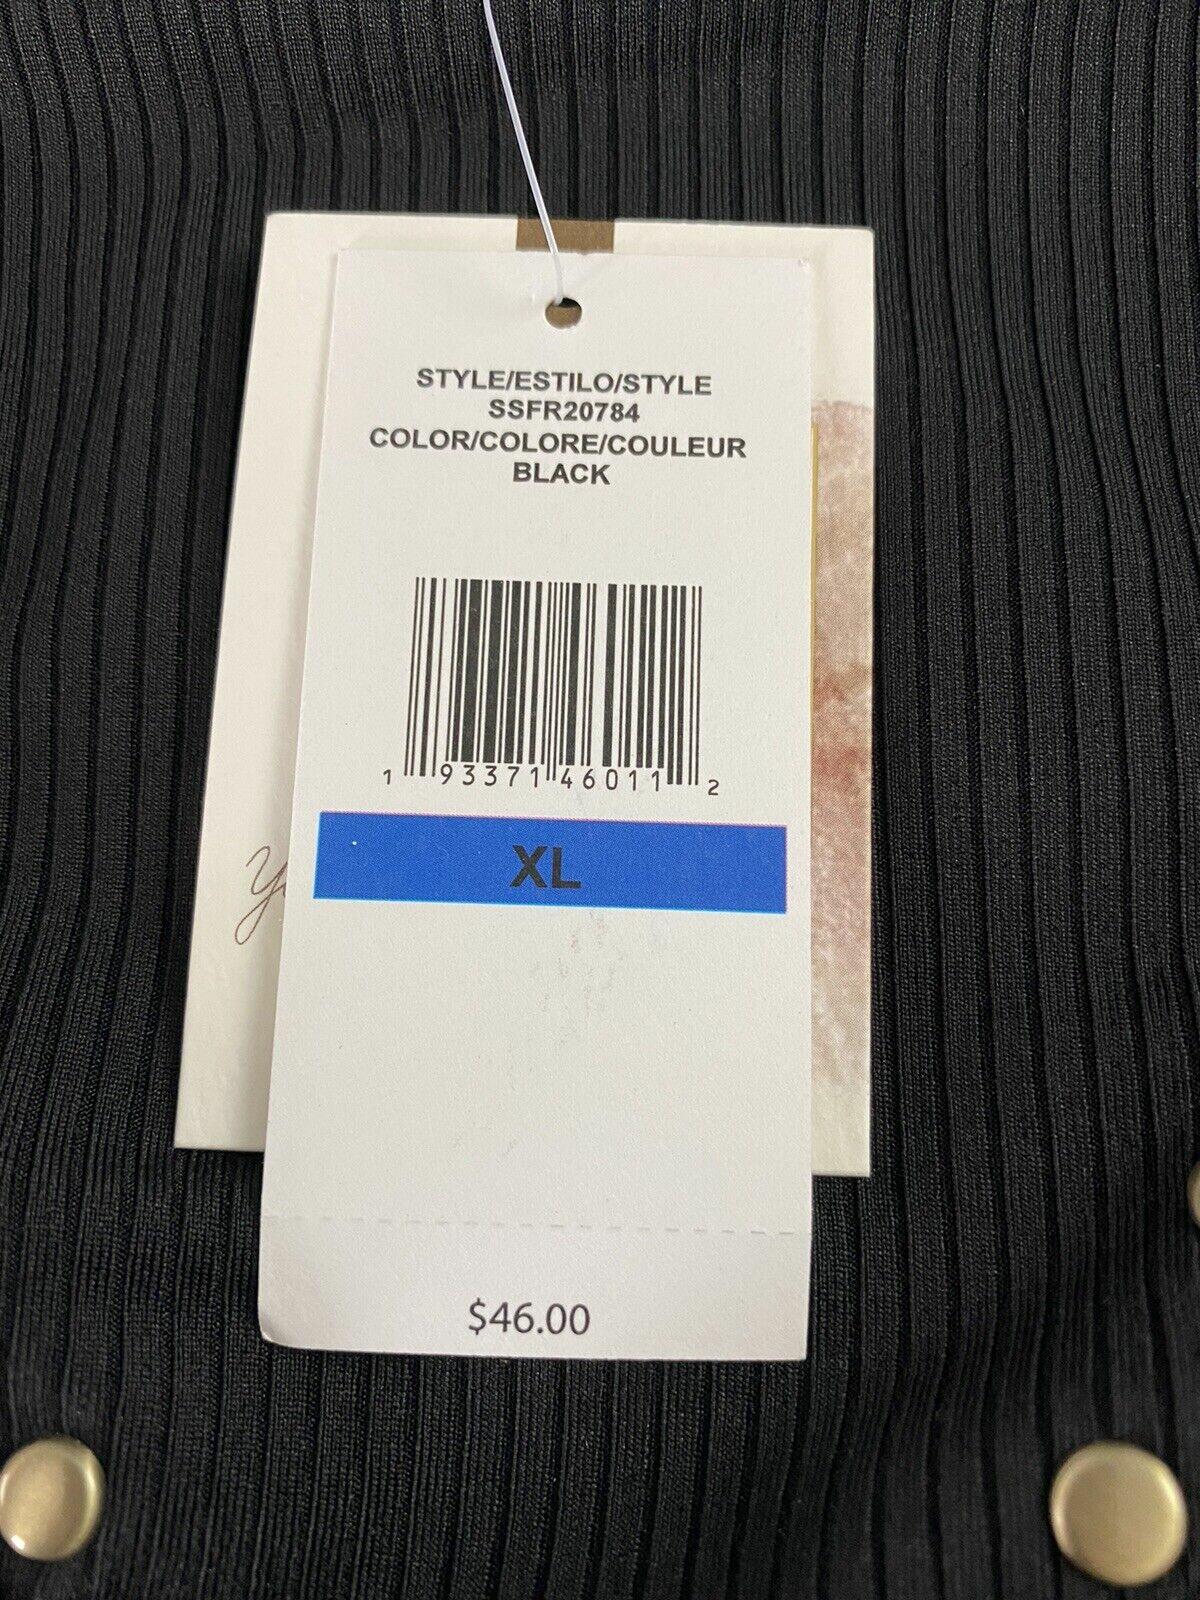 STYLE/ESTILO/STYLE
SSFR20784
COLOR/COLORE/COULEUR
BLACK
1 93371 46011 2
XL
$46.00